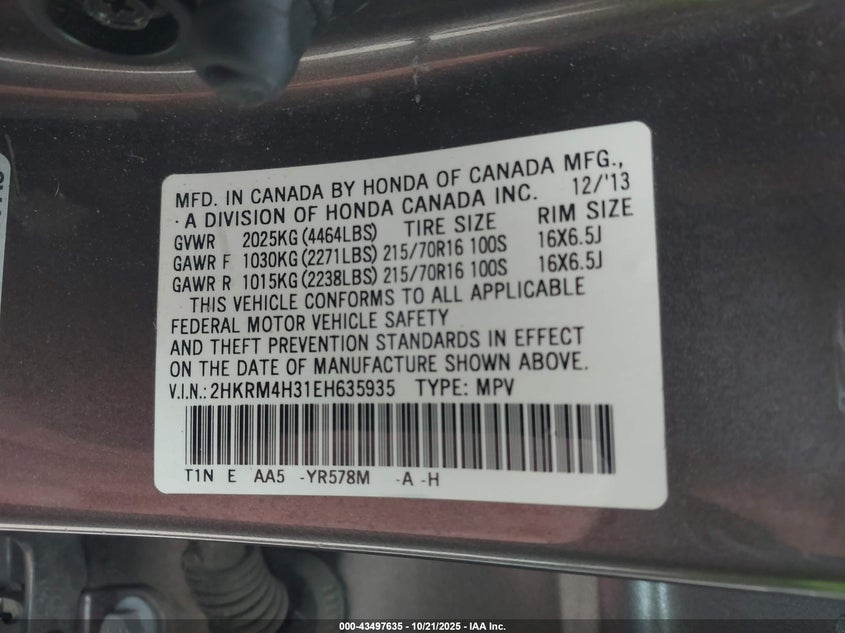 MFD. IN CANADA BY HONDA OF CANADA MFG.,
A DIVISION OF HONDA CANADA INC. 12/'13
GVWR 2025KG (4464LBS) TIRE SIZE RIM SIZE
GAWR F 1030KG (2271LBS) 215/70R16 100S 16X6.5J
GAWR R 1015KG (2238LBS) 215/70R16 100S 16X6.5J
THIS VEHICLE CONFORMS TO ALL APPLICABLE
FEDERAL MOTOR VEHICLE SAFETY
AND THEFT PREVENTION STANDARDS IN EFFECT
ON THE DATE OF MANUFACTURE SHOWN ABOVE.
V.I.N.: 2HKRM4H31EH635935 TYPE: MPV
T1N E AA5 -YR578M -A -H
000-43497635 - 10/21/2025 - IAA Inc.